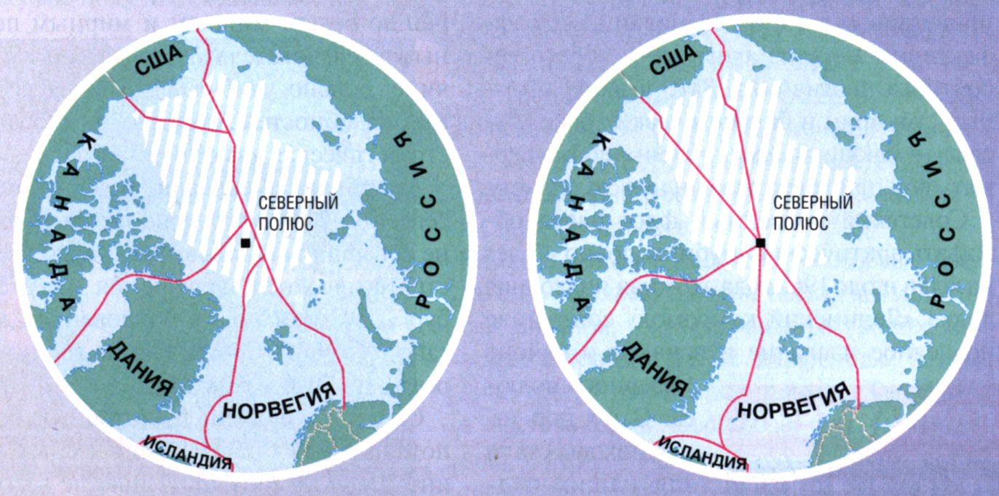 США
КАНАДА
РОССИЯ
СЕВЕРНЫЙ
ПОЛЮС
ДАНИЯ
НОРВЕГИЯ
ИСЛАНДИЯ
США
КАНАДА
РОССИЯ
СЕВЕРНЫЙ
ПОЛЮС
ДАНИЯ
НОРВЕГИЯ
ИСЛАНДИЯ